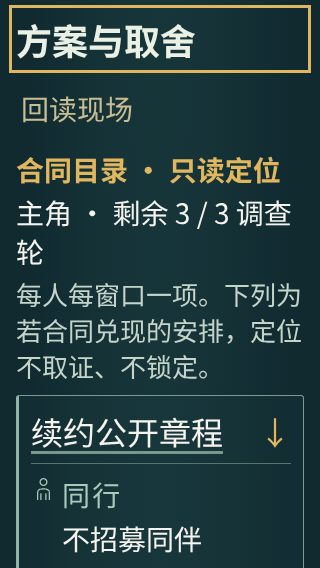 方案与取舍
回读现场
合同目录 · 只读定位
主角 · 剩余 3 / 3 调查
轮
每人每窗口一项。下列为
若合同兑现的安排，定位
不取证、不锁定。
续约公开章程 ↓
同行
不招募同伴